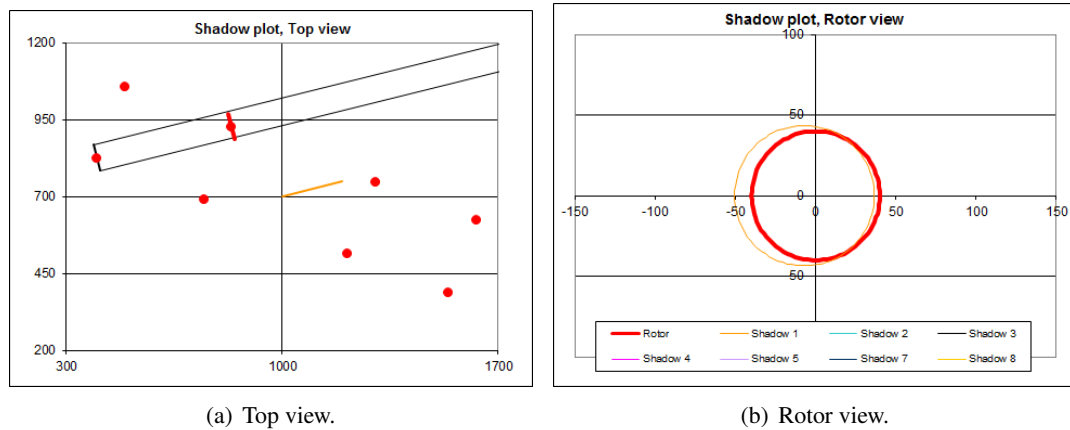 Shadow plot, Top view
1200
950
700
450
200
300
1000
1700
(a) Top view.
Shadow plot, Rotor view
100
50
0
50
-150
-100
-50
0
50
100
150
Rotor
Shadow 1
Shadow 2
Shadow 3
Shadow 4
Shadow 5
Shadow 7
Shadow 8
(b) Rotor view.